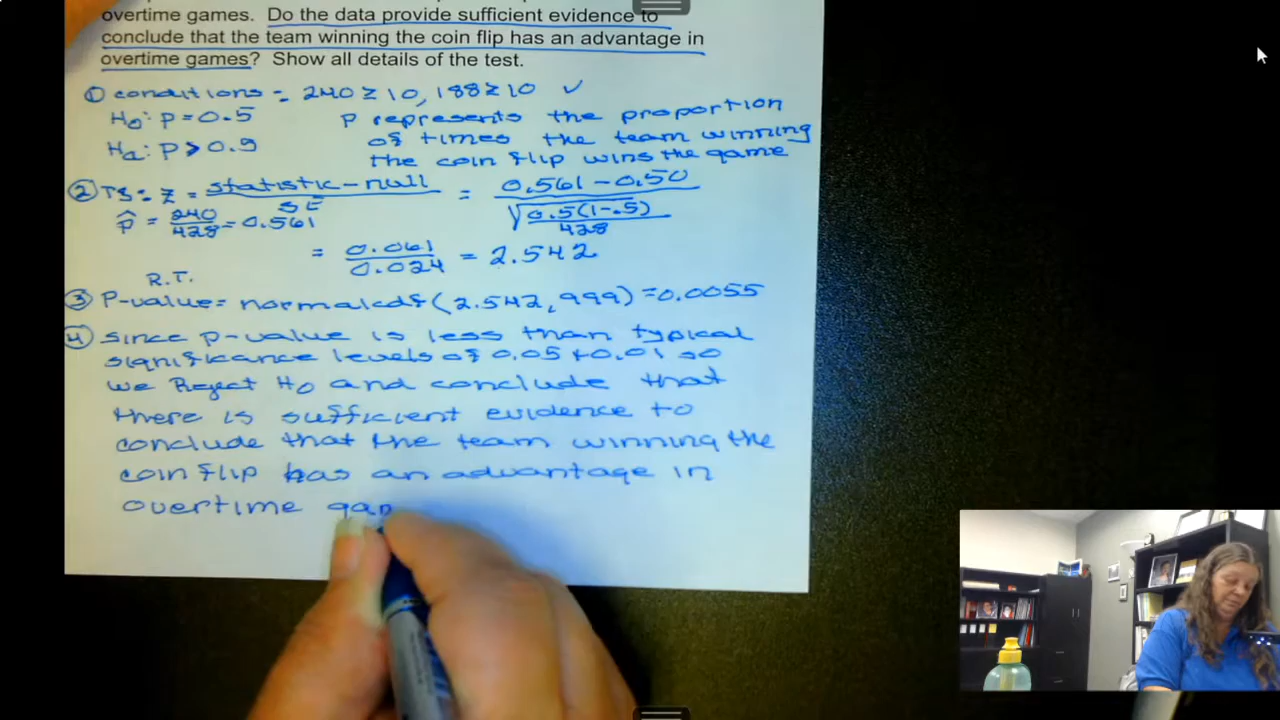 overtime games. Do the data provide sufficient evidence to
conclude that the team winning the coin flip has an advantage in
overtime games? Show all details of the test.
① conditions = 240 ≥ 10, 188 ≥ 10 ✓
H₀: P = 0.5
Hₐ: P > 0.9
P represents the proportion
of times the team winning
the coin flip wins the game
② TS: z = statistic - null / SE = 0.561 - 0.50 / √(0.5(1-.5) / 428)
p̂ = 240/428 = 0.561
= 0.061 / 0.024 = 2.542
R.T.
③ P-value = normalcdf (2.542, 999) = 0.0055
④ Since p-value is less than typical
significance levels of 0.05 + 0.01 so
we Reject H₀ and conclude that
there is sufficient evidence to
conclude that the team winning the
coin flip has an advantage in
overtime gam